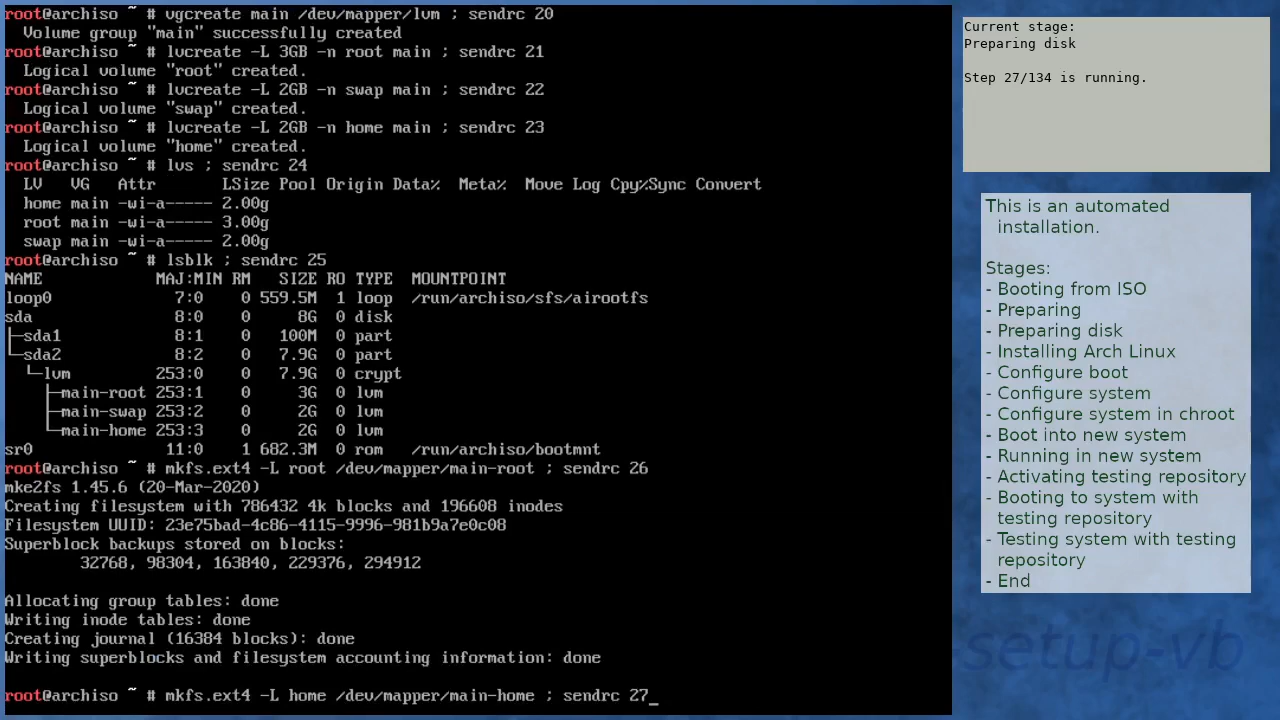 root@archiso ~ # vgcreate main /dev/mapper/lvm ; sendrc 20
  Volume group "main" successfully created
root@archiso ~ # lvcreate -L 3GB -n root main ; sendrc 21
  Logical volume "root" created.
root@archiso ~ # lvcreate -L 2GB -n swap main ; sendrc 22
  Logical volume "swap" created.
root@archiso ~ # lvcreate -L 2GB -n home main ; sendrc 23
  Logical volume "home" created.
root@archiso ~ # lvs ; sendrc 24
  LV   VG   Attr       LSize Pool Origin Data%  Meta%  Move Log Cpy%Sync Convert
  home main -wi-a----- 2.00g
  root main -wi-a----- 3.00g
  swap main -wi-a----- 2.00g
root@archiso ~ # lsblk ; sendrc 25
NAME            MAJ:MIN RM   SIZE RO TYPE  MOUNTPOINT
loop0             7:0    0 559.5M  1 loop  /run/archiso/sfs/airootfs
sda               8:0    0     8G  0 disk
├─sda1            8:1    0   100M  0 part
└─sda2            8:2    0   7.9G  0 part
  └─lvm         253:0    0   7.9G  0 crypt
    ├─main-root 253:1    0     3G  0 lvm
    ├─main-swap 253:2    0     2G  0 lvm
    └─main-home 253:3    0     2G  0 lvm
sr0              11:0    1 682.3M  0 rom   /run/archiso/bootmnt
root@archiso ~ # mkfs.ext4 -L root /dev/mapper/main-root ; sendrc 26
mke2fs 1.45.6 (20-Mar-2020)
Creating filesystem with 786432 4k blocks and 196608 inodes
Filesystem UUID: 23e75bad-4c86-4115-9996-981b9a7e0c08
Superblock backups stored on blocks:
        32768, 98304, 163840, 229376, 294912

Allocating group tables: done
Writing inode tables: done
Creating journal (16384 blocks): done
Writing superblocks and filesystem accounting information: done

root@archiso ~ # mkfs.ext4 -L home /dev/mapper/main-home ; sendrc 27_
Current stage:
Preparing disk

Step 27/134 is running.
This is an automated
installation.

Stages:
- Booting from ISO
- Preparing
- Preparing disk
- Installing Arch Linux
- Configure boot
- Configure system
- Configure system in chroot
- Boot into new system
- Running in new system
- Activating testing repository
- Booting to system with
testing repository
- Testing system with testing
repository
- End
setup-vb